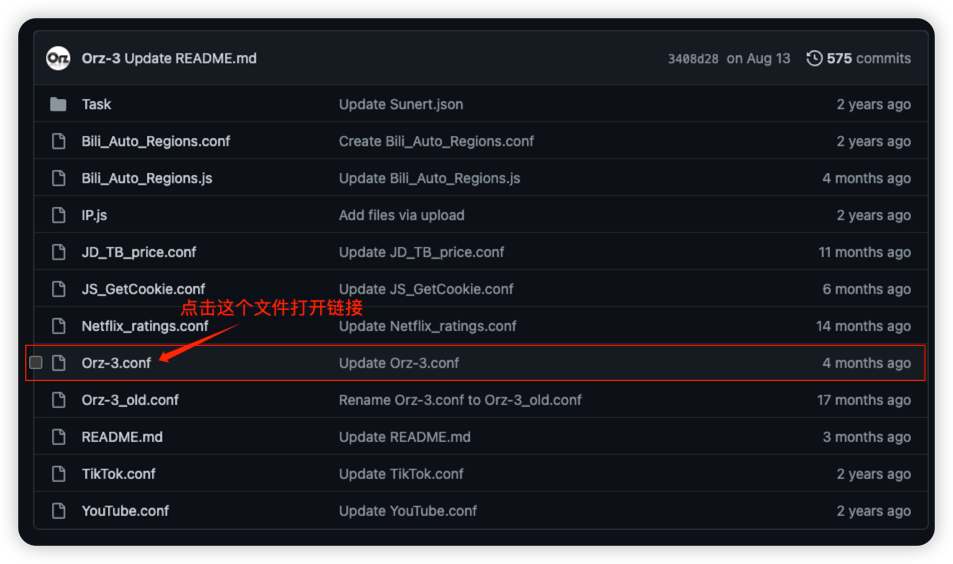 Orz Orz-3 Update README.md 3408d28 on Aug 13 575 commits
Task Update Sunert.json 2 years ago
Bili_Auto_Regions.conf Create Bili_Auto_Regions.conf 2 years ago
Bili_Auto_Regions.js Update Bili_Auto_Regions.js 4 months ago
IP.js Add files via upload 2 years ago
JD_TB_price.conf Update JD_TB_price.conf 11 months ago
JS_GetCookie.conf Update JS_GetCookie.conf 6 months ago
点击这个文件打开链接
Netflix_ratings.conf Update Netflix_ratings.conf 14 months ago
Orz-3.conf Update Orz-3.conf 4 months ago
Orz-3_old.conf Rename Orz-3.conf to Orz-3_old.conf 17 months ago
README.md Update README.md 3 months ago
TikTok.conf Update TikTok.conf 2 years ago
YouTube.conf Update YouTube.conf 2 years ago